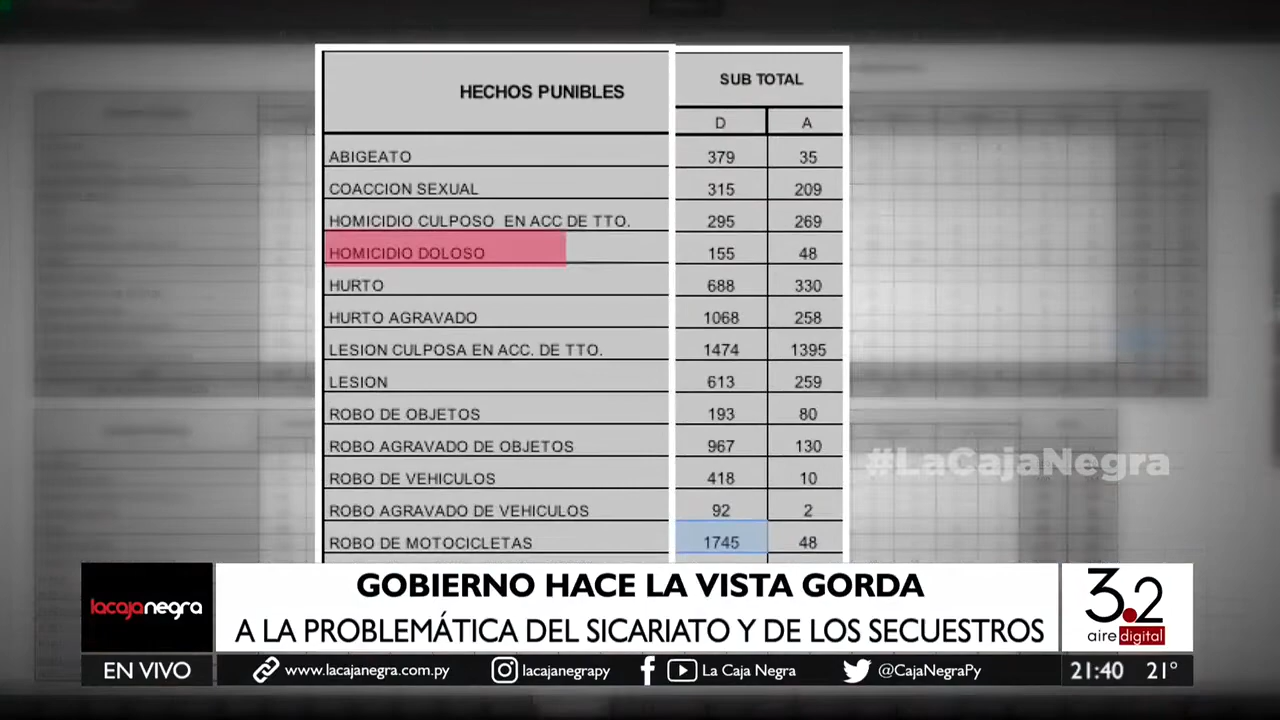 HECHOS PUNIBLES SUB TOTAL
D A
ABIGEATO 379 35
COACCION SEXUAL 315 209
HOMICIDIO CULPOSO EN ACC DE TTO. 295 269
HOMICIDIO DOLOSO 155 48
HURTO 688 330
HURTO AGRAVADO 1068 258
LESION CULPOSA EN ACC. DE TTO. 1474 1395
LESION 613 259
ROBO DE OBJETOS 193 80
ROBO AGRAVADO DE OBJETOS 967 130
ROBO DE VEHICULOS 418 10
ROBO AGRAVADO DE VEHICULOS 92 2
ROBO DE MOTOCICLETAS 1745 48
#LaCajaNegra
lacajanegra
GOBIERNO HACE LA VISTA GORDA
A LA PROBLEMÁTICA DEL SICARIATO Y DE LOS SECUESTROS
3.2
aire digital
EN VIVO www.lacajanegra.com.py lacajanegrapy La Caja Negra @CajaNegraPy 21:40 21°